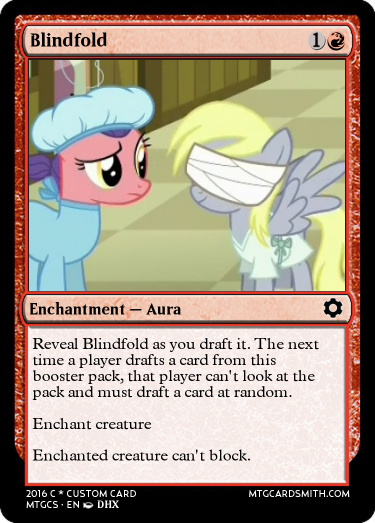 Blindfold 1
Enchantment — Aura
Reveal Blindfold as you draft it. The next
time a player drafts a card from this
booster pack, that player can't look at the
pack and must draft a card at random.
Enchant creature
Enchanted creature can't block.
2016 C * CUSTOM CARD
MTGCARDSMITH.COM
MTGCS · EN DHX